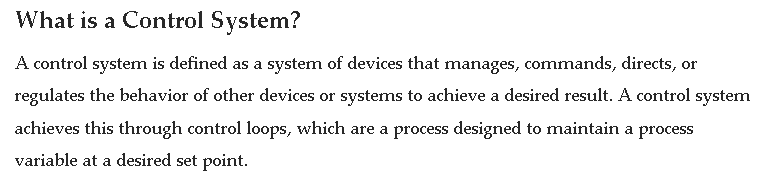 What is a Control System?
A control system is defined as a system of devices that manages, commands, directs, or
regulates the behavior of other devices or systems to achieve a desired result. A control system
achieves this through control loops, which are a process designed to maintain a process
variable at a desired set point.